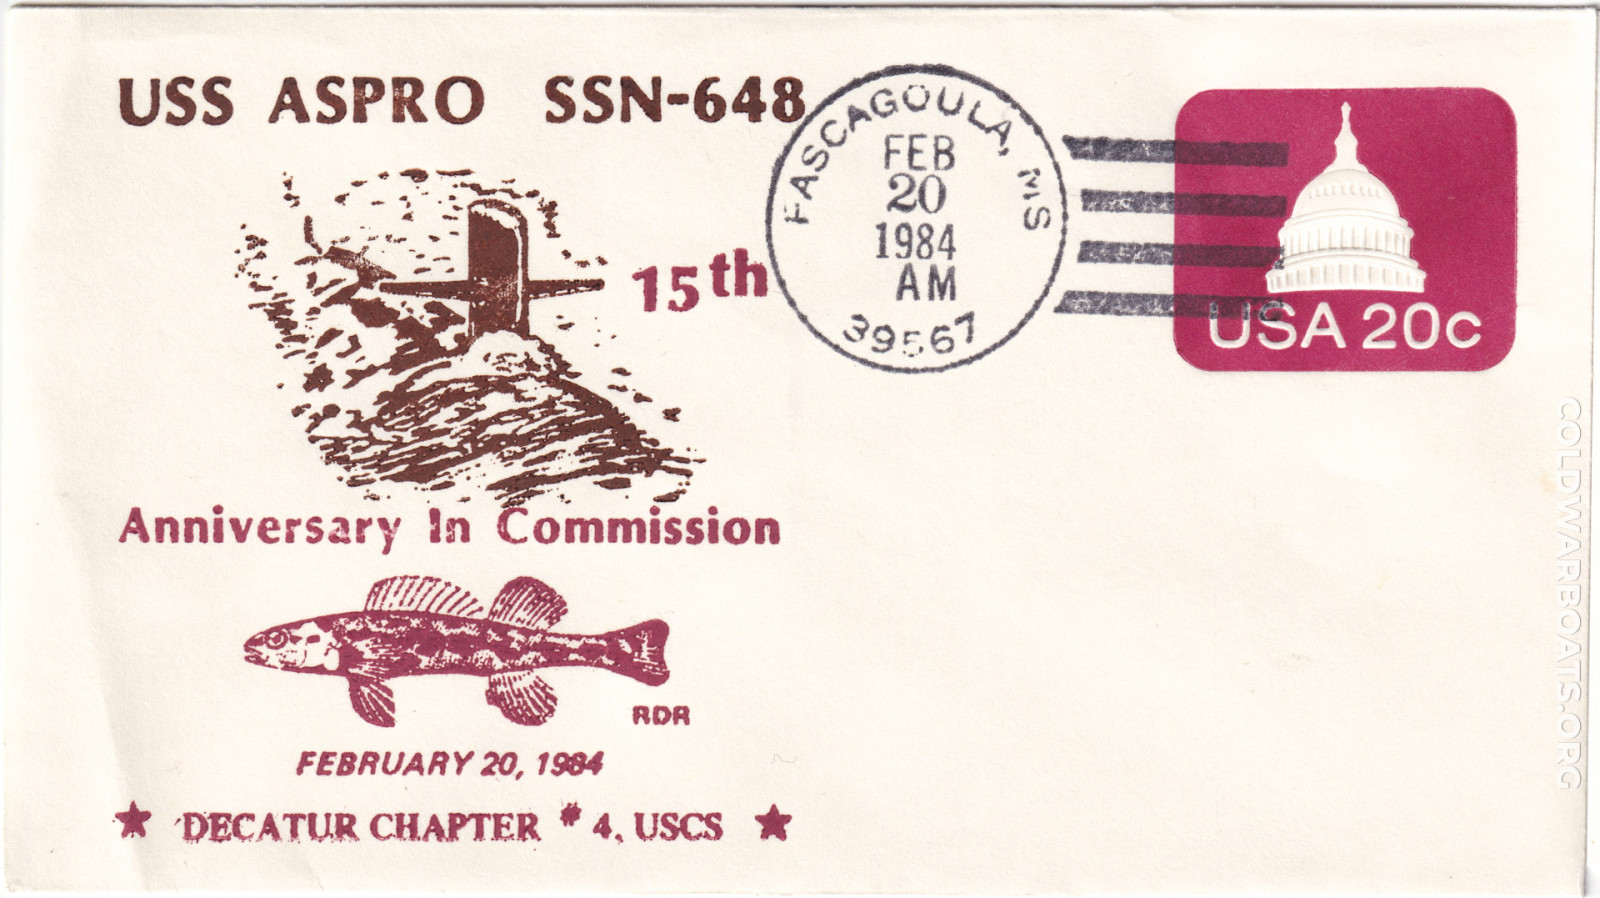 USS ASPRO SSN-648
15th
Anniversary In Commission
RDR
FEBRUARY 20, 1984
★ DECATUR CHAPTER # 4, USCS ★
PASCAGOULA, MS
FEB
20
1984
AM
39567
USA 20c
COLDWARBOATS.ORG